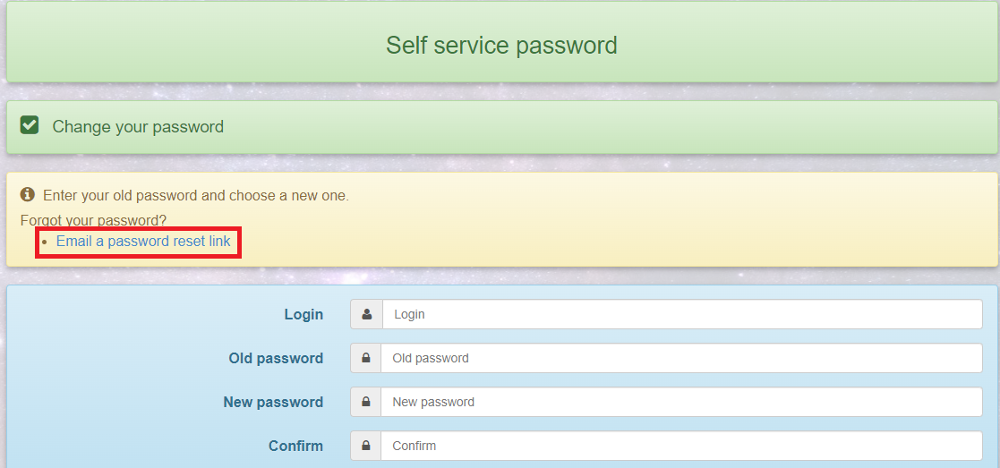 Self service password
Change your password
Enter your old password and choose a new one.
Forgot your password?
Email a password reset link
Login Login
Old password Old password
New password New password
Confirm Confirm